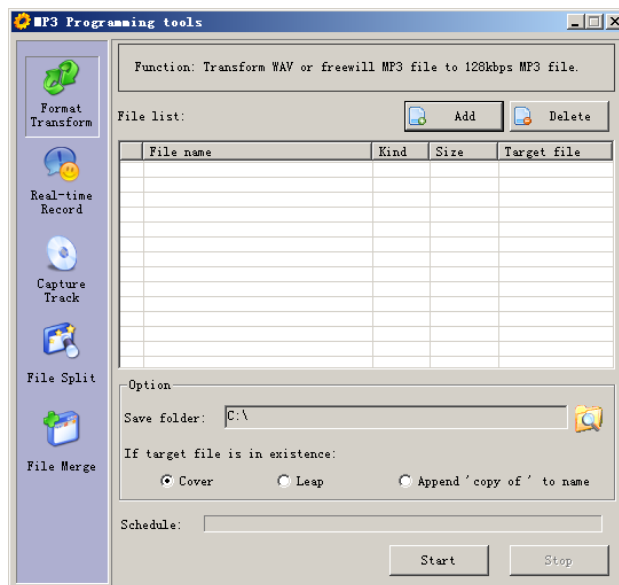 MP3 Programming tools
Format
Transform
Real-time
Record
Capture
Track
File Split
File Merge
Function: Transform WAV or freewill MP3 file to 128kbps MP3 file.
File list:
Add
Delete
File name Kind Size Target file
Option
Save folder: C:\
If target file is in existence:
Cover Leap Append 'copy of ' to name
Schedule:
Start Stop